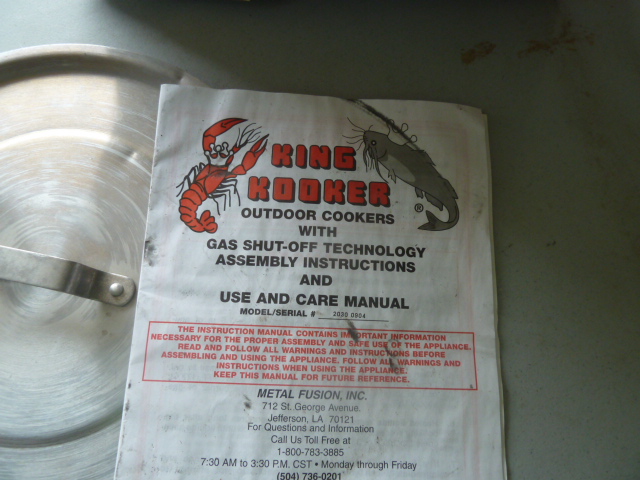 KING
KOOKER
®
OUTDOOR COOKERS
WITH
GAS SHUT-OFF TECHNOLOGY
ASSEMBLY INSTRUCTIONS
AND
USE AND CARE MANUAL
MODEL/SERIAL # 2020 0904
THE INSTRUCTION MANUAL CONTAINS IMPORTANT INFORMATION
NECESSARY FOR THE PROPER ASSEMBLY AND SAFE USE OF THE APPLIANCE.
READ AND FOLLOW ALL WARNINGS AND INSTRUCTIONS BEFORE
ASSEMBLING AND USING THE APPLIANCE. FOLLOW ALL WARNINGS AND
INSTRUCTIONS WHEN USING THE APPLIANCE.
KEEP THIS MANUAL FOR FUTURE REFERENCE.
METAL FUSION, INC.
712 St. George Avenue.
Jefferson, LA 70121
For Questions and Information
Call Us Toll Free at
1-800-783-3885
7:30 AM to 3:30 P.M. CST • Monday through Friday
(504) 736-0201